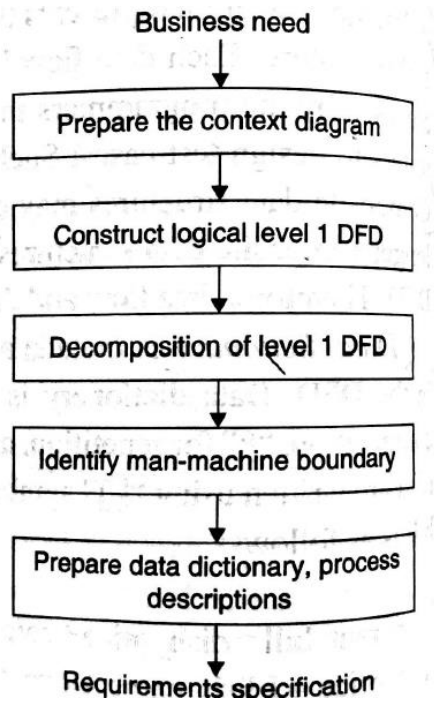 Business need
Prepare the context diagram
Construct logical level 1 DFD
Decomposition of level 1 DFD
Identify man-machine boundary
Prepare data dictionary, process
descriptions
Requirements specification